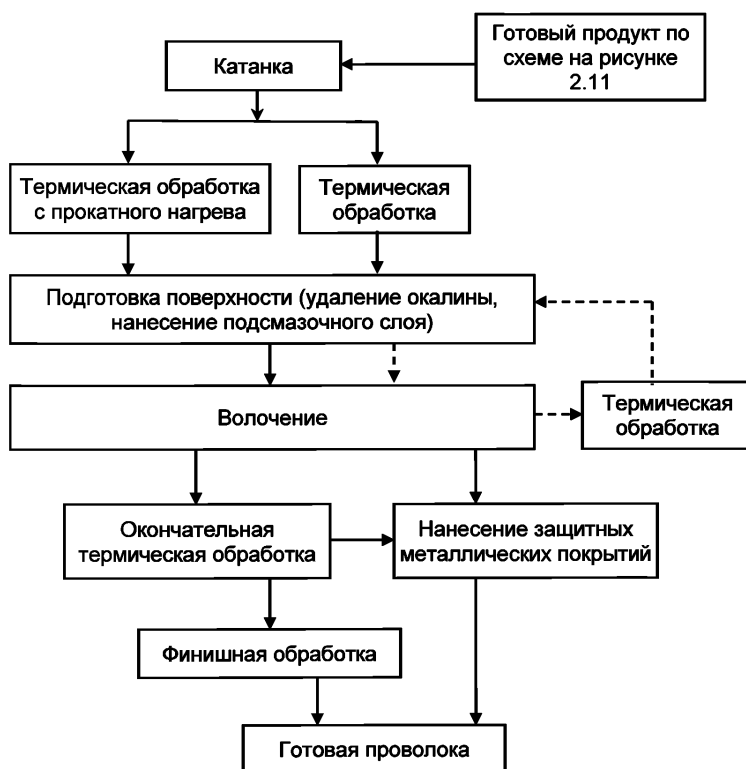 Готовый продукт по
схеме на рисунке
2.11
Катанка
Термическая обработка
с прокатного нагрева
Термическая
обработка
Подготовка поверхности (удаление окалины,
нанесение подсмазочного слоя)
Волочение
Термическая
обработка
Окончательная
термическая обработка
Нанесение защитных
металлических покрытий
Финишная обработка
Готовая проволока